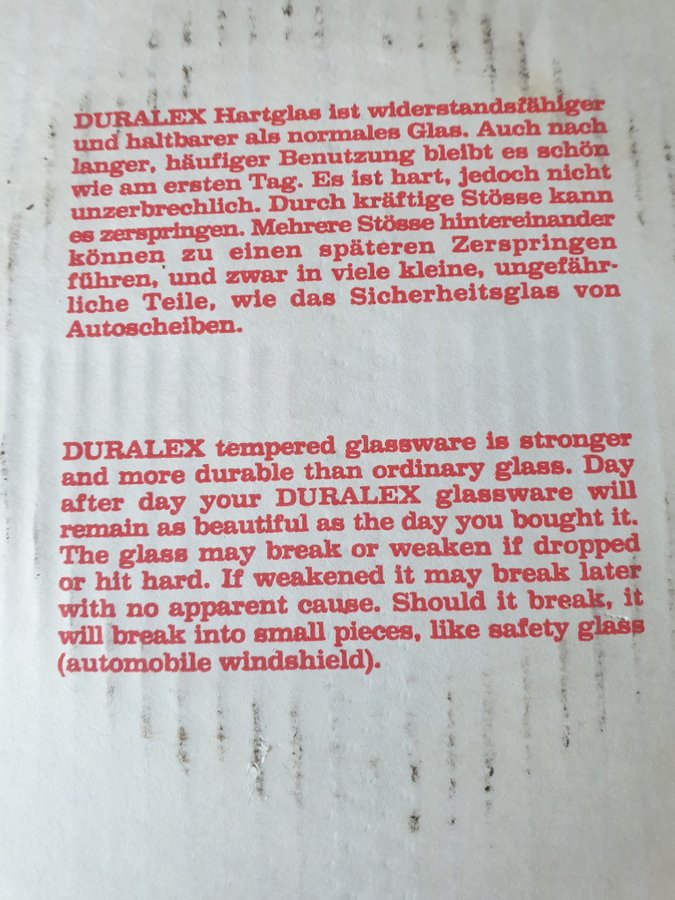 DURALEX Hartglas ist widerstandsfähiger
und haltbarer als normales Glas. Auch nach
langer, häufiger Benutzung bleibt es schön
wie am ersten Tag. Es ist hart, jedoch nicht
unzerbrechlich. Durch kräftige Stösse kann
es zerspringen. Mehrere Stösse hintereinander
können zu einen späteren Zerspringen
führen, und zwar in viele kleine, ungefähr-
liche Teile, wie das Sicherheitsglas von
Autoscheiben.
DURALEX tempered glassware is stronger
and more durable than ordinary glass. Day
after day your DURALEX glassware will
remain as beautiful as the day you bought it.
The glass may break or weaken if dropped
or hit hard. If weakened it may break later
with no apparent cause. Should it break, it
will break into small pieces, like safety glass
(automobile windshield).